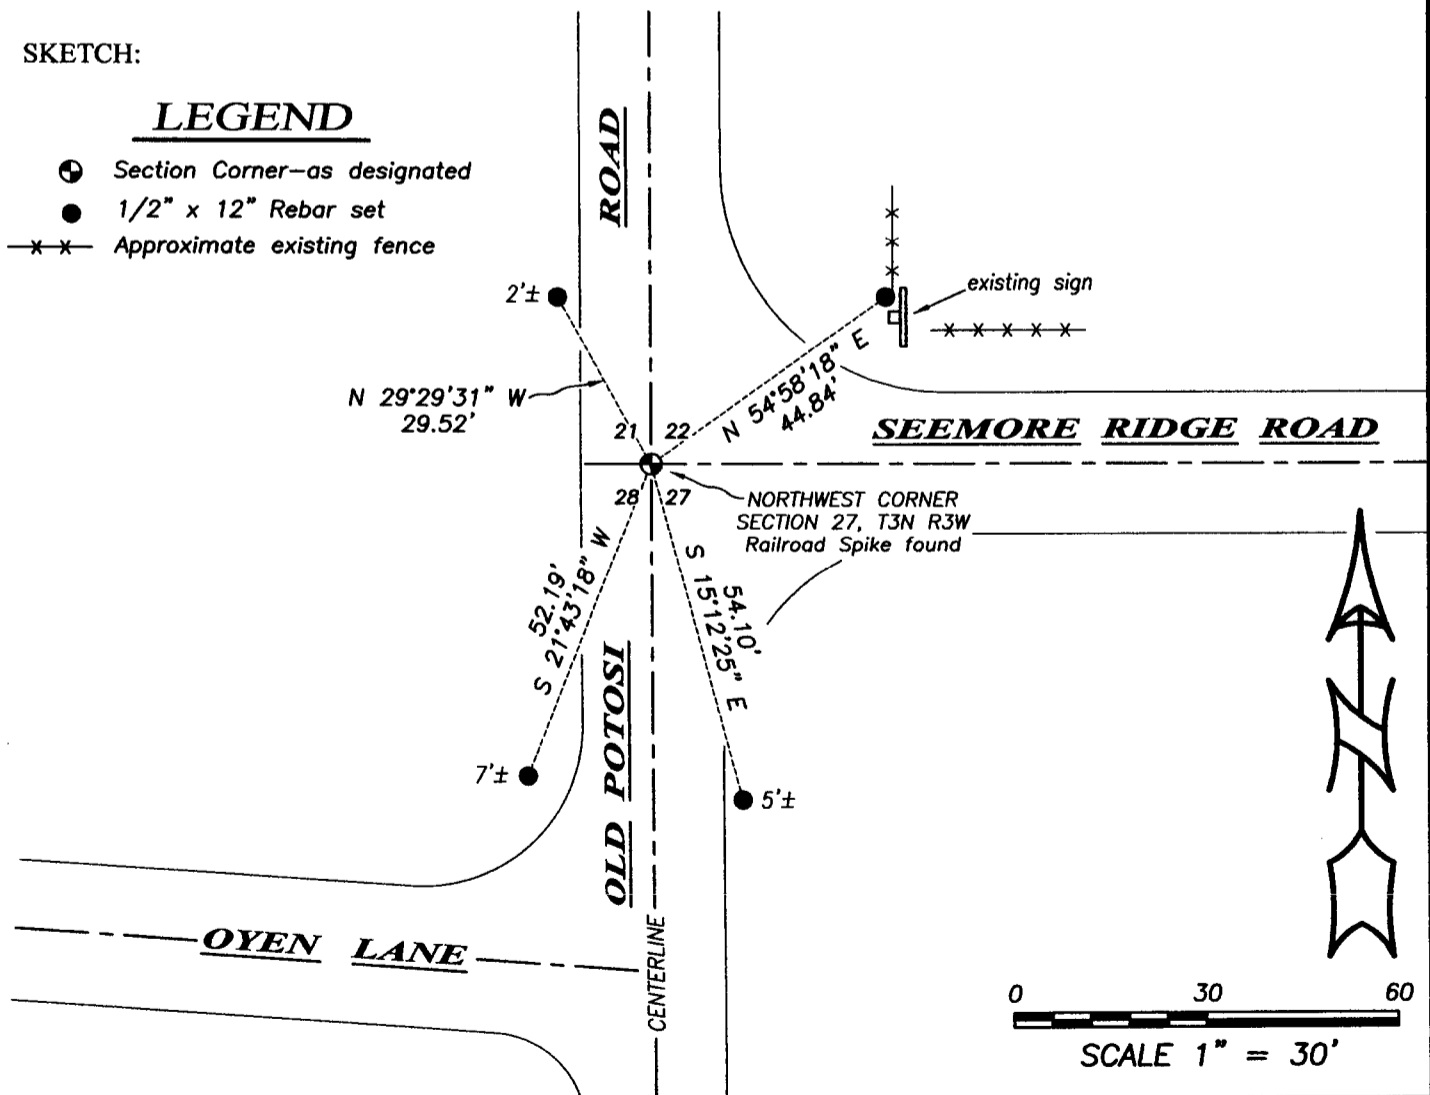 SKETCH:
LEGEND
Section Corner-as designated
1/2" x 12" Rebar set
Approximate existing fence
ROAD
2'±
existing sign
N 29°29'31" W
29.52'
N 54°58'18" E
44.84'
21 22
SEEMORE RIDGE ROAD
28 27
NORTHWEST CORNER
SECTION 27, T3N R3W
Railroad Spike found
52.19'
S 21°43'18" W
54.10'
S 15°12'25" E
OLD POTOSI
7'±
5'±
OYEN LANE
CENTERLINE
N
0 30 60
SCALE 1" = 30'